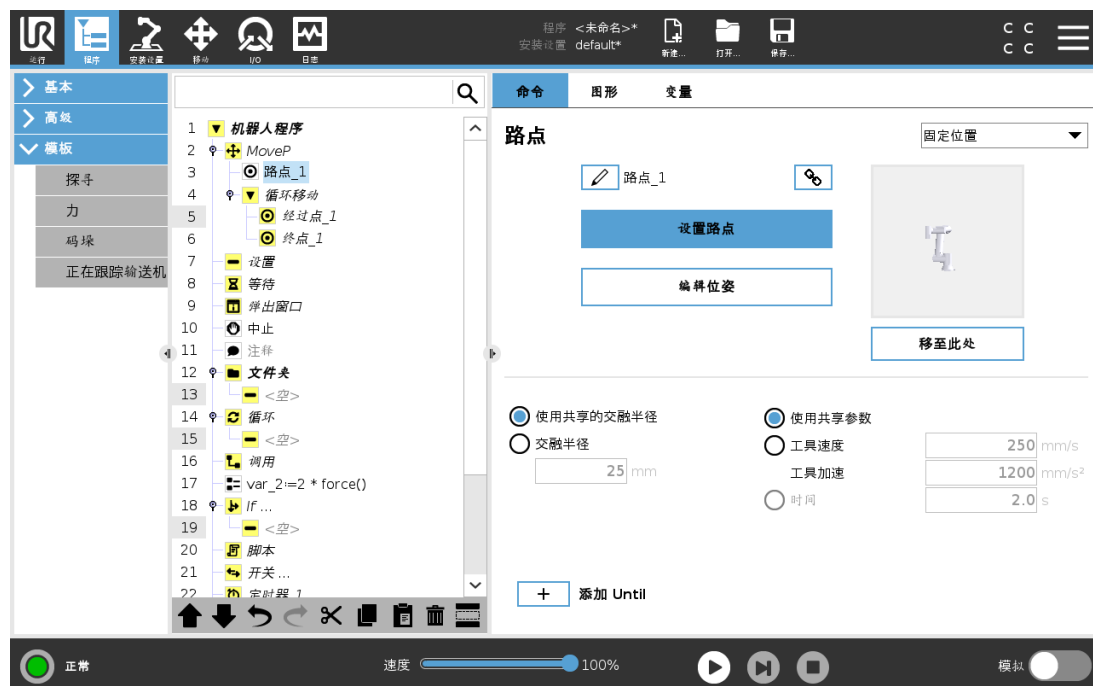 程序 <未命名>*
安装设置 default*
新建... 打开... 保存...
C C
C C
运行 程序 安装设置 移动 I/O 日志
基本
高级
模板
探寻
力
码垛
正在跟踪输送机
1 机器人程序
2 MoveP
3 路点_1
4 循环移动
5 经过点_1
6 终点_1
7 设置
8 等待
9 弹出窗口
10 中止
11 注释
12 文件夹
13 <空>
14 循环
15 <空>
16 调用
17 var_2:=2 * force()
18 If ...
19 <空>
20 脚本
21 开关 ...
22 定时器_1
命令 图形 变量
路点
固定位置
路点_1
设置路点
编辑位姿
移至此处
使用共享的交融半径
交融半径
25 mm
使用共享参数
工具速度 250 mm/s
工具加速 1200 mm/s²
时间 2.0 s
+ 添加 Until
正常
速度 100%
模拟